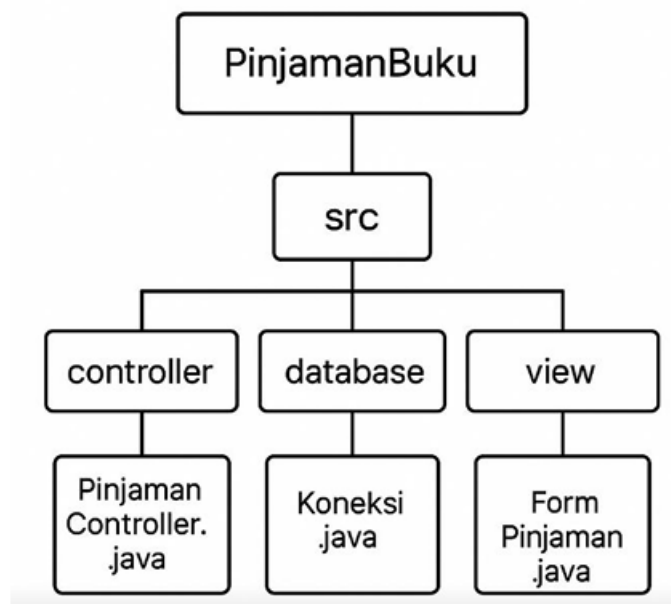 PinjamanBuku
src
controller
database
view
Pinjaman
Controller.
.java
Koneksi
.java
Form
Pinjaman
.java